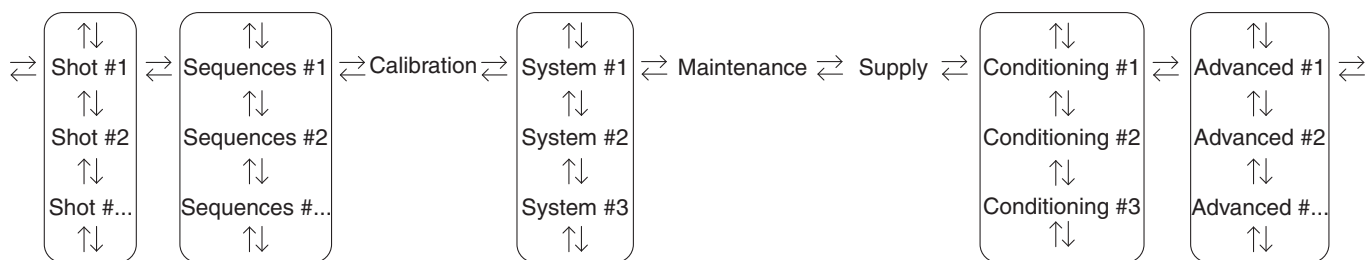 Shot #1
Sequences #1
Calibration
System #1
Maintenance
Supply
Conditioning #1
Advanced #1
Shot #2
Sequences #2
System #2
Conditioning #2
Advanced #2
Shot #...
Sequences #...
System #3
Conditioning #3
Advanced #...